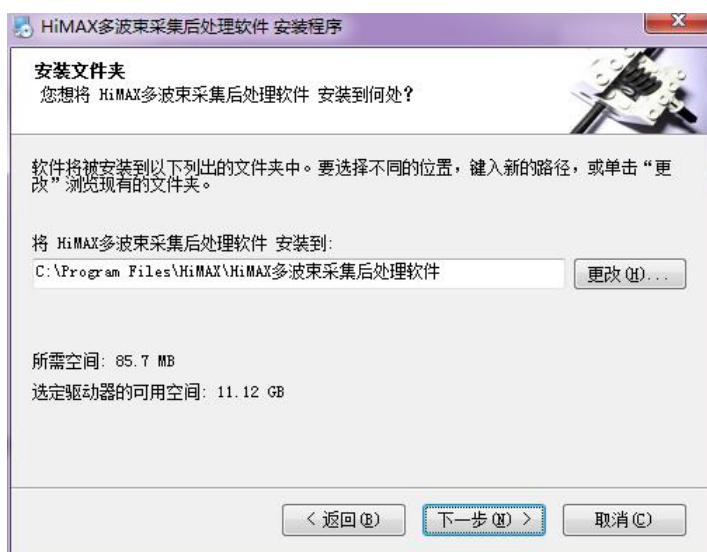 HiMAX多波束采集后处理软件 安装程序
安装文件夹
您想将 HiMAX多波束采集后处理软件 安装到何处?
软件将被安装到以下列出的文件夹中。要选择不同的位置，键入新的路径，或单击“更
改”浏览现有的文件夹。
将 HiMAX多波束采集后处理软件 安装到:
C:\Program Files\HiMAX\HiMAX多波束采集后处理软件
更改(H)...
所需空间: 85.7 MB
选定驱动器的可用空间: 11.12 GB
< 返回(B)
下一步(N) >
取消(C)